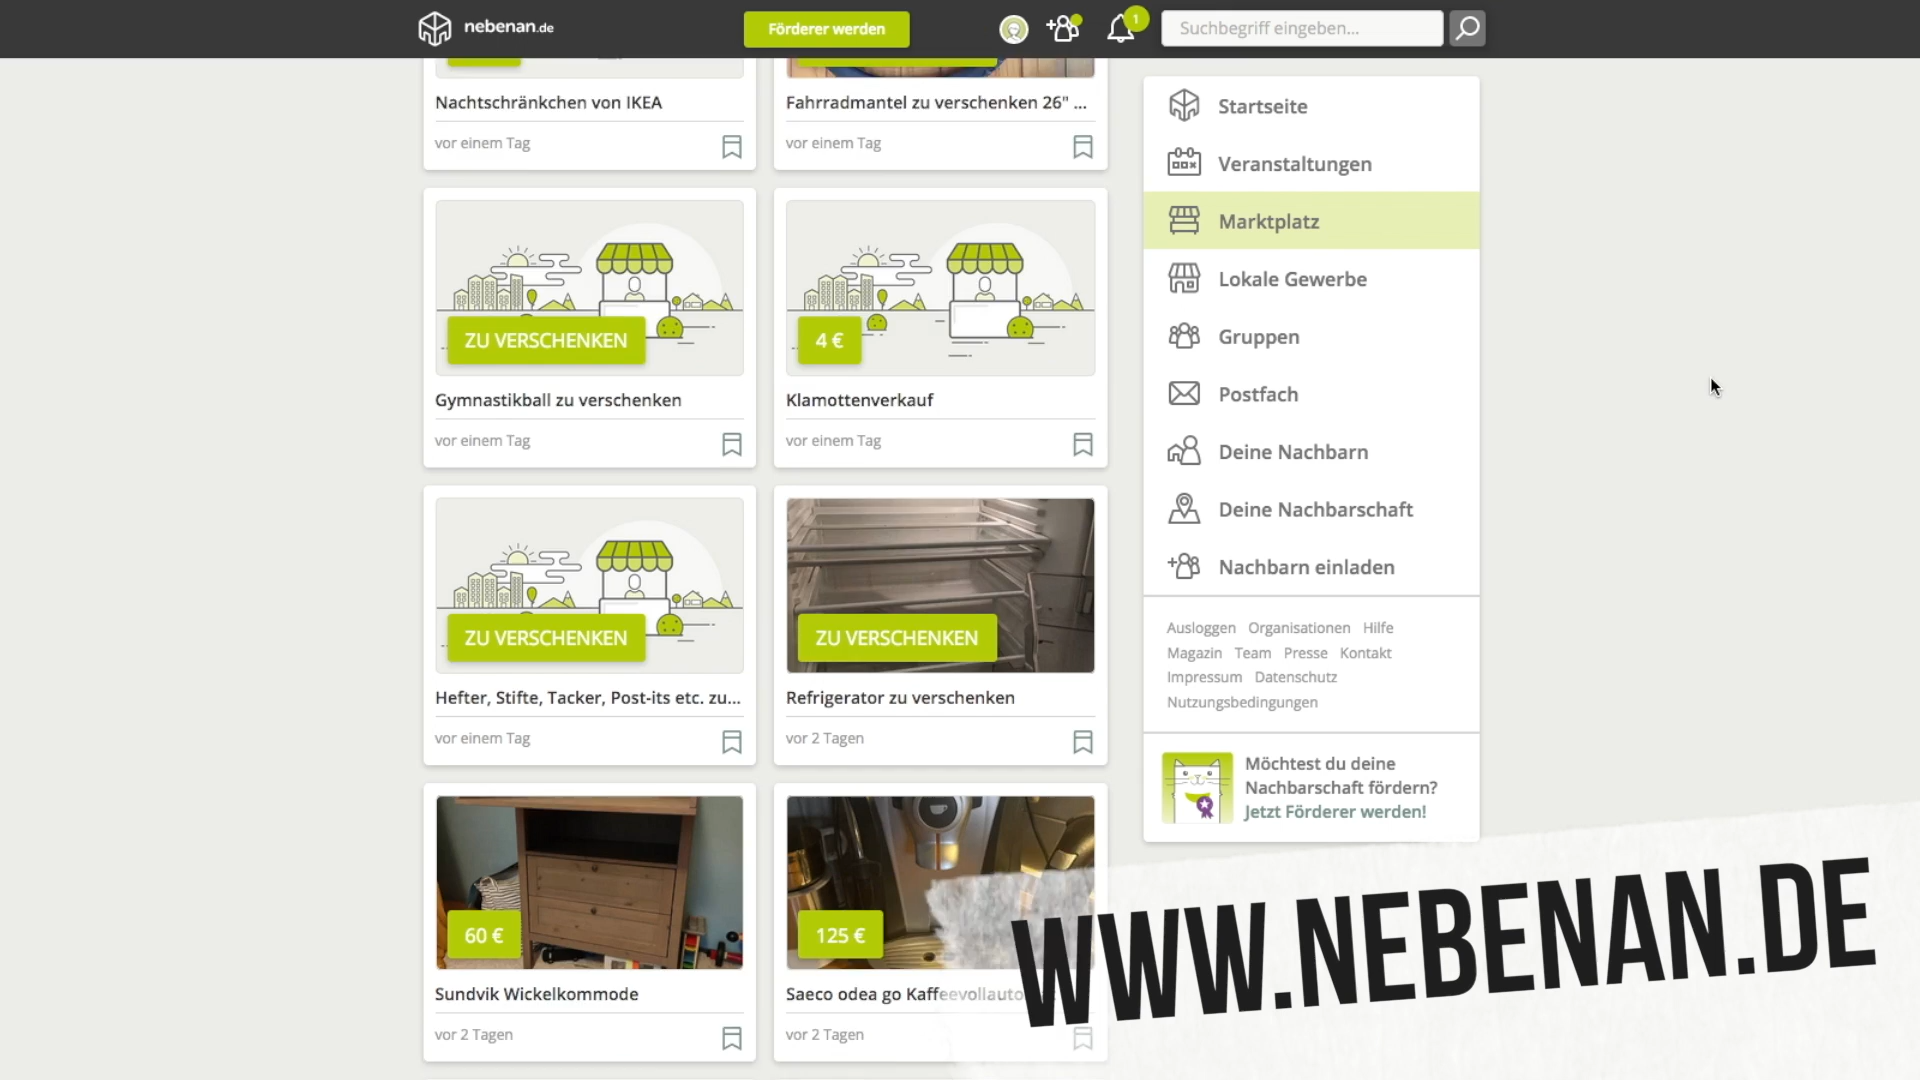 nebenan.de
Förderer werden
1
Suchbegriff eingeben...
Nachtschränkchen von IKEA
vor einem Tag
Fahrradmantel zu verschenken 26" ...
vor einem Tag
ZU VERSCHENKEN
Gymnastikball zu verschenken
vor einem Tag
4 €
Klamottenverkauf
vor einem Tag
ZU VERSCHENKEN
Hefter, Stifte, Tacker, Post-its etc. zu...
vor einem Tag
ZU VERSCHENKEN
Refrigerator zu verschenken
vor 2 Tagen
60 €
Sundvik Wickelkommode
vor 2 Tagen
125 €
Saeco odea go Kaffeevollauto
vor 2 Tagen
Startseite
Veranstaltungen
Marktplatz
Lokale Gewerbe
Gruppen
Postfach
Deine Nachbarn
Deine Nachbarschaft
Nachbarn einladen
Ausloggen Organisationen Hilfe
Magazin Team Presse Kontakt
Impressum Datenschutz
Nutzungsbedingungen
Möchtest du deine
Nachbarschaft fördern?
Jetzt Förderer werden!
WWW.NEBENAN.DE